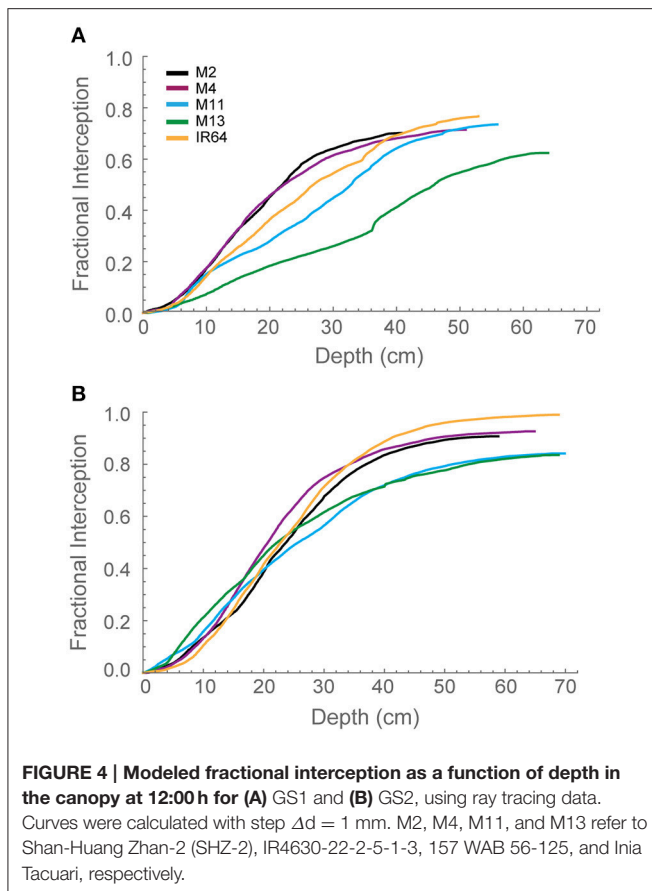 A
1.0
0.8
0.6
0.4
0.2
0.0
Fractional Interception
M2
M4
M11
M13
IR64
0 10 20 30 40 50 60 70
Depth (cm)
B
1.0
0.8
0.6
0.4
0.2
0.0
Fractional Interception
0 10 20 30 40 50 60 70
Depth (cm)
FIGURE 4 | Modeled fractional interception as a function of depth in
the canopy at 12:00 h for (A) GS1 and (B) GS2, using ray tracing data.
Curves were calculated with step Δd = 1 mm. M2, M4, M11, and M13 refer to
Shan-Huang Zhan-2 (SHZ-2), IR4630-22-2-5-1-3, 157 WAB 56-125, and Inia
Tacuari, respectively.